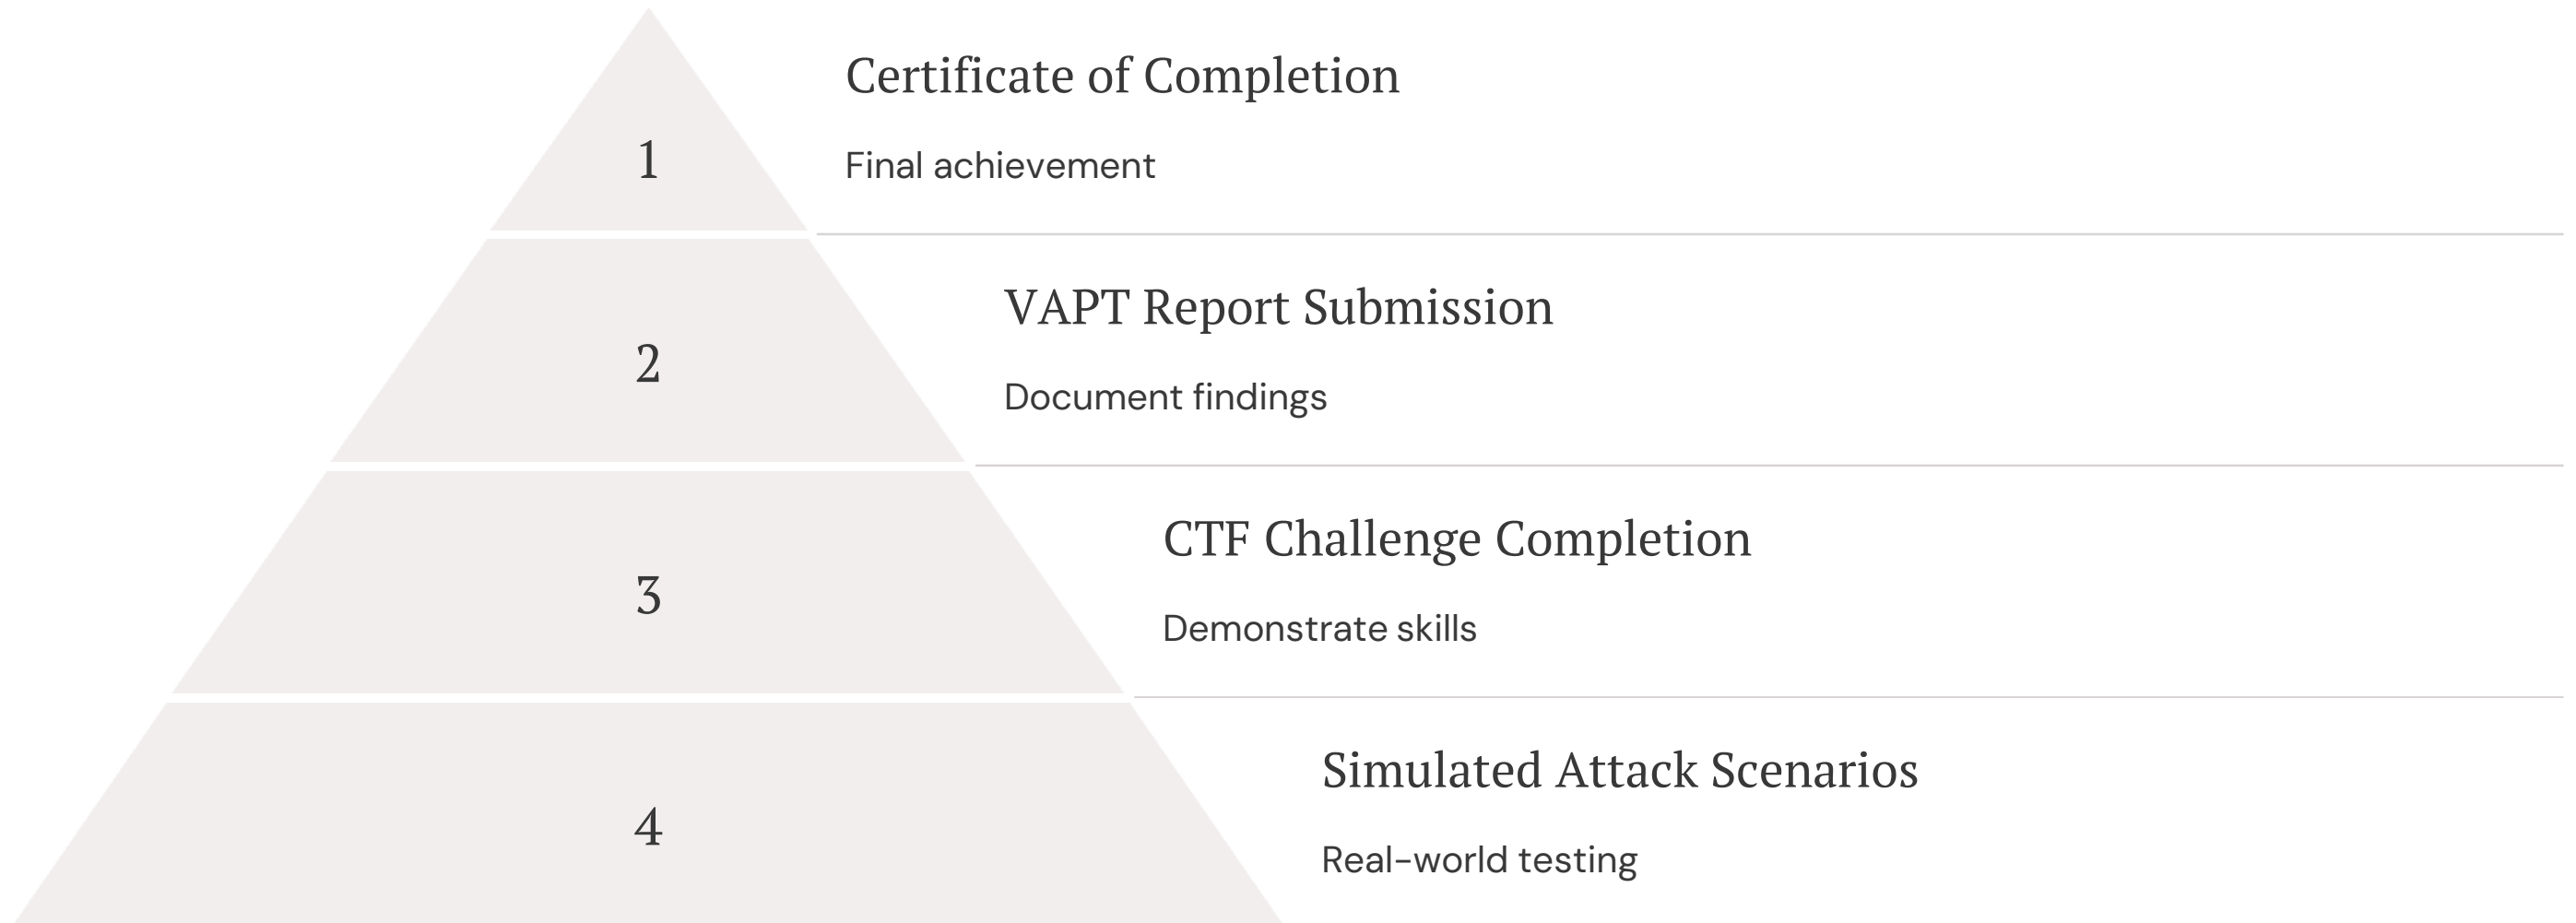 1
Certificate of Completion
Final achievement
2
VAPT Report Submission
Document findings
3
CTF Challenge Completion
Demonstrate skills
4
Simulated Attack Scenarios
Real-world testing